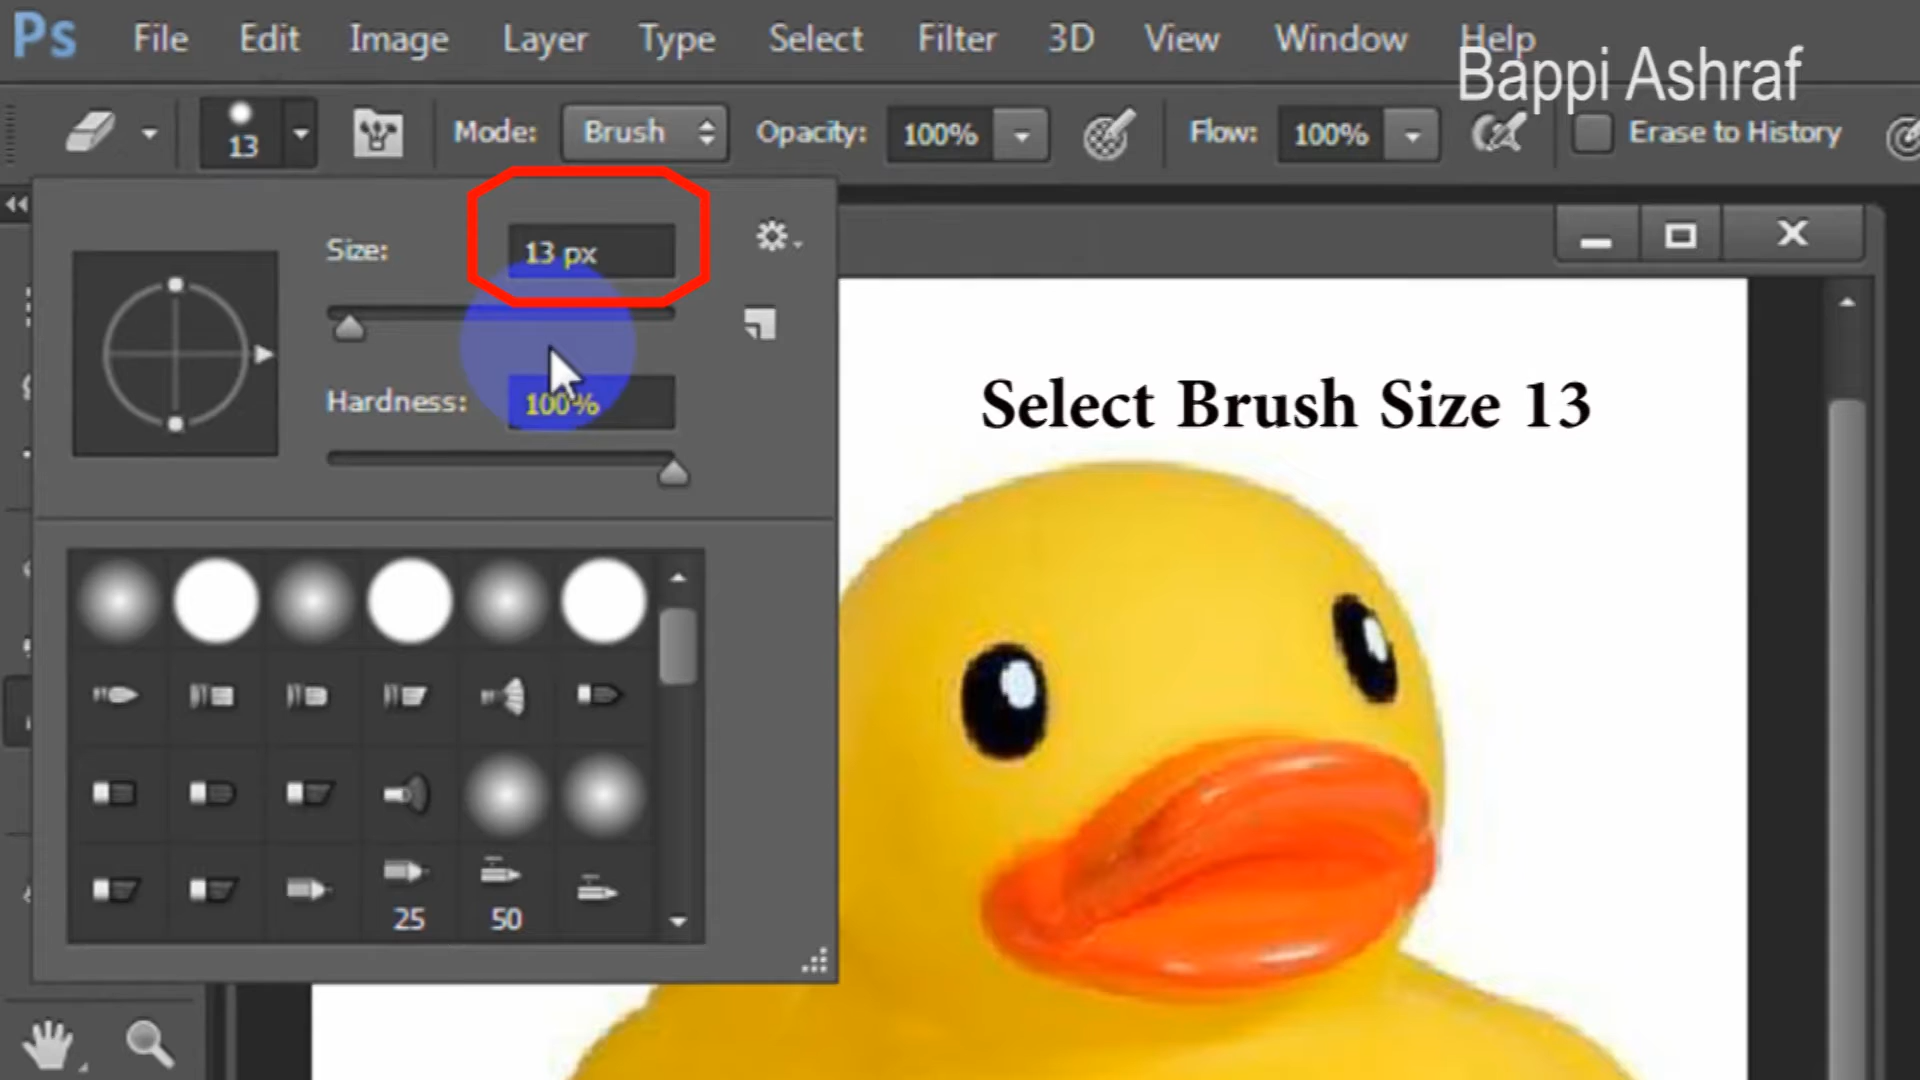 Ps File Edit Image Layer Type Select Filter 3D View Window Help
Bappi Ashraf
13 Mode: Brush Opacity: 100% Flow: 100% Erase to History
Size: 13 px
Hardness: 100%
Select Brush Size 13
25 50